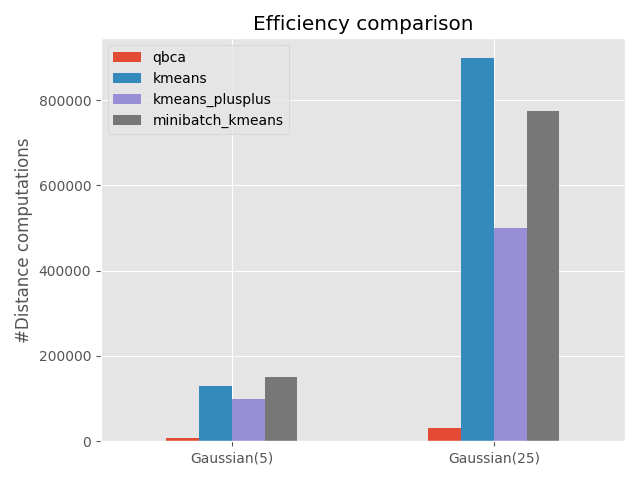 Efficiency comparison
qbca
kmeans
kmeans_plusplus
minibatch_kmeans
#Distance computations
800000
600000
400000
200000
0
Gaussian(5)
Gaussian(25)